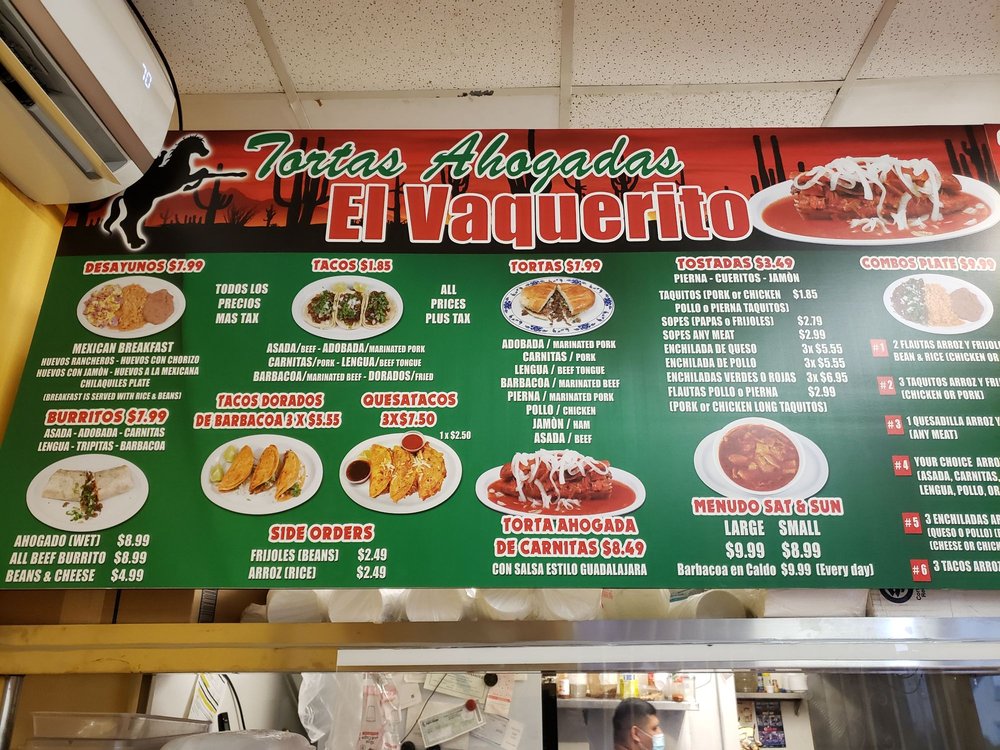 70
Tortas Ahogadas
El Vaquerito
DESAYUNOS $7.99
MEXICAN BREAKFAST
HUEVOS RANCHEROS - HUEVOS CON CHORIZO
HUEVOS CON JAMÓN - HUEVOS A LA MEXICANA
CHILAQUILES PLATE
(BREAKFAST IS SERVED WITH RICE & BEANS)
BURRITOS $7.99
ASADA - ADOBADA - CARNITAS
LENGUA - TRIPITAS - BARBACOA
AHOGADO (WET) $8.99
ALL BEEF BURRITO $8.99
BEANS & CHEESE $4.99
TODOS LOS
PRECIOS
MAS TAX
TACOS $1.85
ALL
PRICES
PLUS TAX
ASADA/BEEF - ADOBADA/MARINATED PORK
CARNITAS/PORK - LENGUA/BEEF TONGUE
BARBACOA/MARINATED BEEF - DORADOS/FRIED
TACOS DORADOS
DE BARBACOA 3 X $5.55
QUESATACOS
3X$7.50
1 x $2.50
SIDE ORDERS
FRIJOLES (BEANS) $2.49
ARROZ (RICE) $2.49
TORTAS $7.99
ADOBADA / MARINATED PORK
CARNITAS / PORK
LENGUA / BEEF TONGUE
BARBACOA / MARINATED BEEF
PIERNA / MARINATED PORK
POLLO / CHICKEN
JAMÓN / HAM
ASADA / BEEF
TORTA AHOGADA
DE CARNITAS $8.49
CON SALSA ESTILO GUADALAJARA
TOSTADAS $3.49
PIERNA - CUERITOS - JAMÒN
TAQUITOS (PORK or CHICKEN $1.85
POLLO o PIERNA TAQUITOS)
SOPES (PAPAS o FRIJOLES) $2.79
SOPES ANY MEAT $2.99
ENCHILADA DE QUESO 3x $5.55
ENCHILADA DE POLLO 3x $5.55
ENCHILADAS VERDES O ROJAS 3x $6.95
FLAUTAS POLLO o PIERNA $2.99
(PORK or CHICKEN LONG TAQUITOS)
MENUDO SAT & SUN
LARGE SMALL
$9.99 $8.99
Barbacoa en Caldo $9.99 (Every day)
COMBOS PLATE $9.99
#1 2 FLAUTAS ARROZ Y FRIJO
BEAN & RICE (CHICKEN OR
#2 3 TAQUITOS ARROZ Y FRI
(CHICKEN OR PORK)
#3 1 QUESADILLA ARROZ Y
(ANY MEAT)
#4 YOUR CHOICE ARROZ
(ASADA, CARNITAS,
LENGUA, POLLO, OR
#5 3 ENCHILADAS AR
(QUESO O POLLO) (
(CHEESE OR CHIC
#6 3 TACOS ARROZ